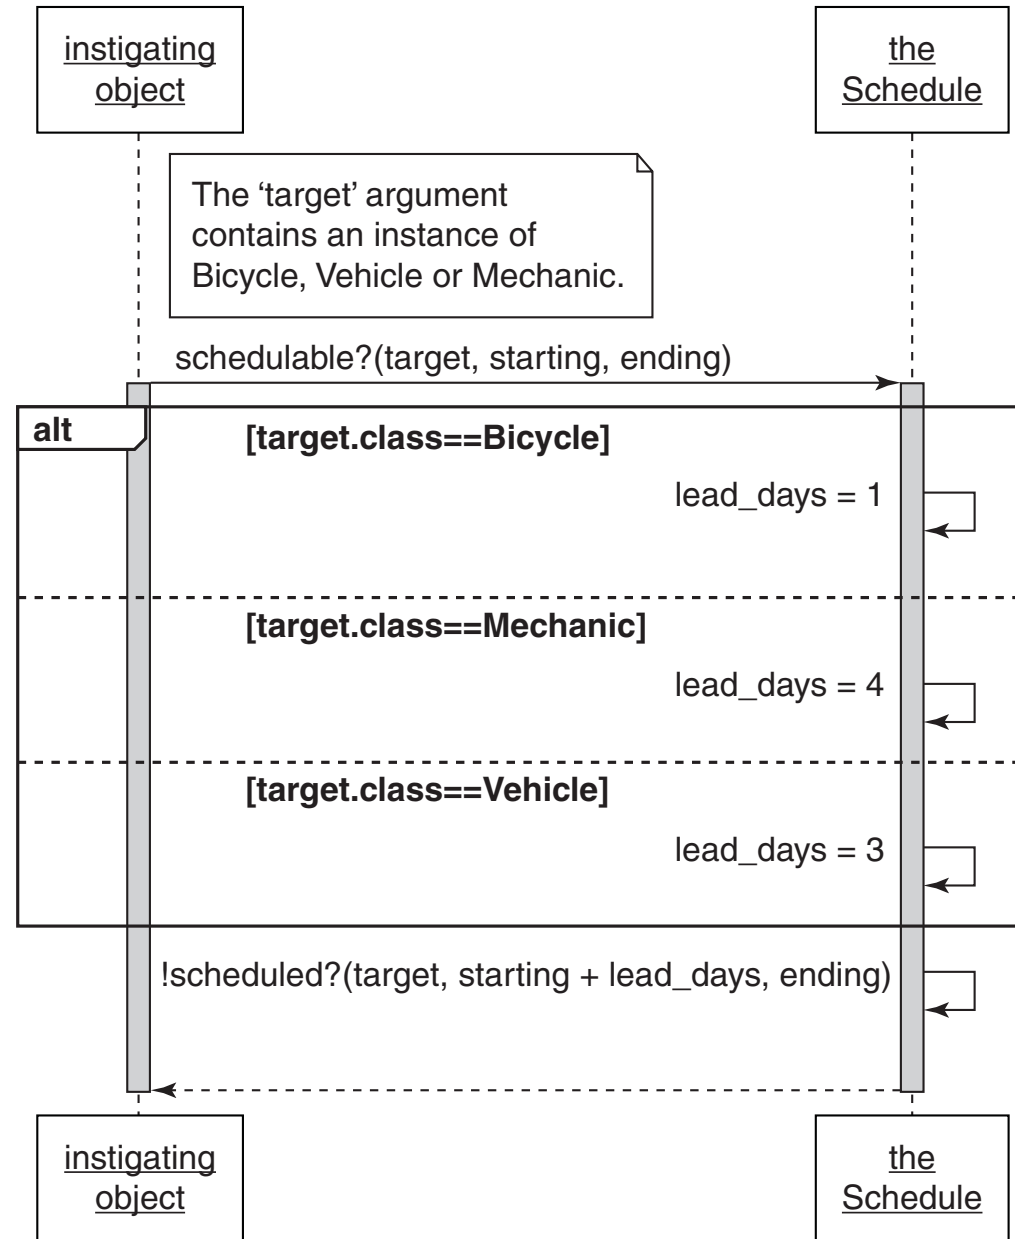 instigating
object
the
Schedule
The ‘target’ argument
contains an instance of
Bicycle, Vehicle or Mechanic.
schedulable?(target, starting, ending)
alt
[target.class==Bicycle]
lead_days = 1
[target.class==Mechanic]
lead_days = 4
[target.class==Vehicle]
lead_days = 3
!scheduled?(target, starting + lead_days, ending)
instigating
object
the
Schedule